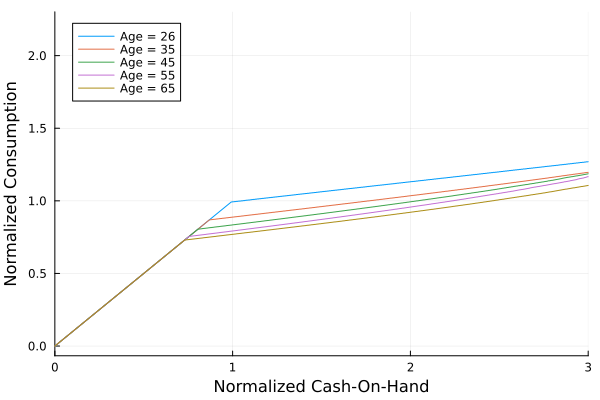 Age = 26
Age = 35
Age = 45
Age = 55
Age = 65
Normalized Consumption
2.0
1.5
1.0
0.5
0.0
0 1 2 3
Normalized Cash-On-Hand